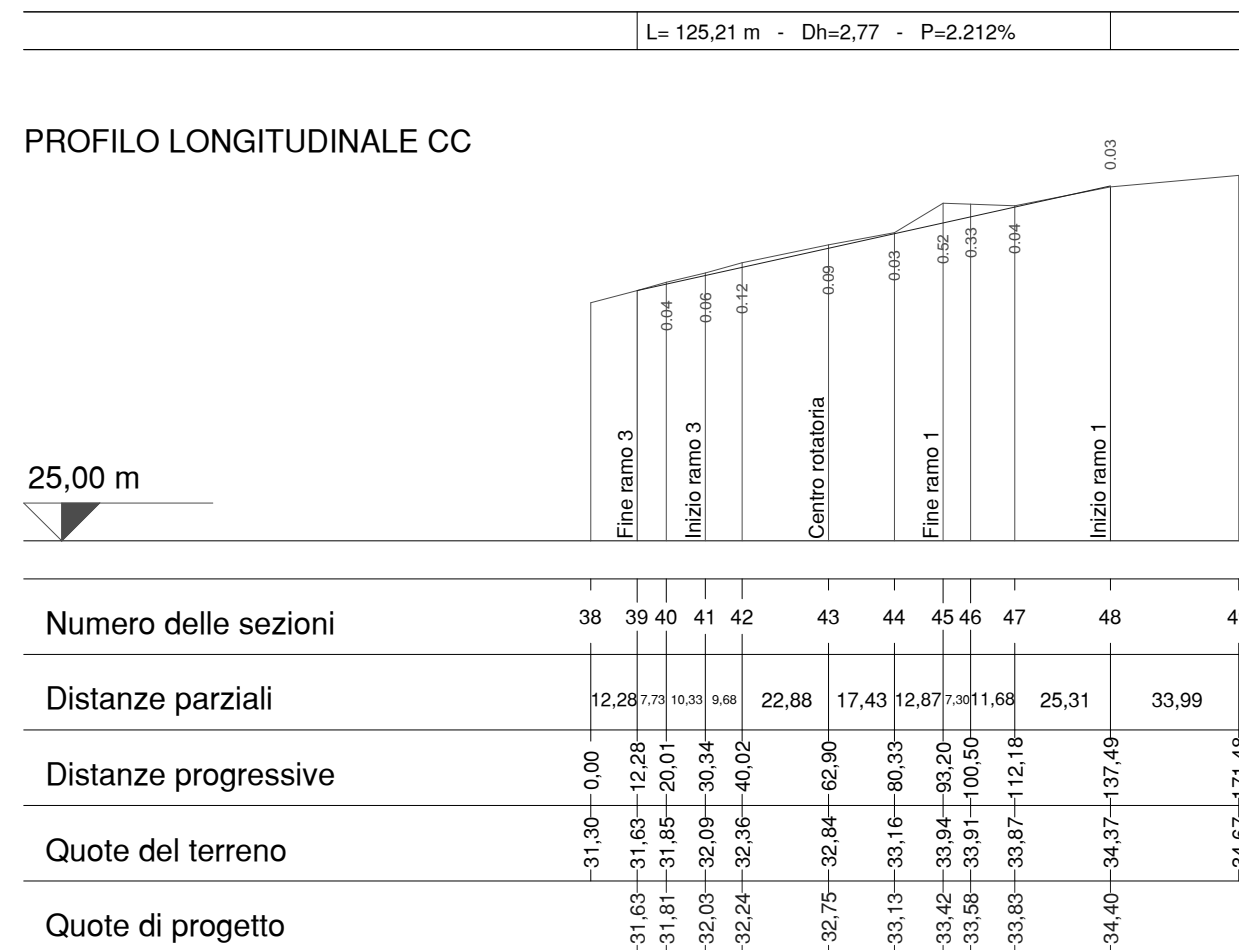 L= 125,21 m - Dh=2,77 - P=2.212%
PROFILO LONGITUDINALE CC
0.03
0.04
0.06
0.12
0.09
0.03
0.52
0.33
0.04
Fine ramo 3
Inizio ramo 3
Centro rotatoria
Fine ramo 1
Inizio ramo 1
25,00 m
Numero delle sezioni 38 39 40 41 42 43 44 45 46 47 48
Distanze parziali 12,28 7,73 10,33 9,68 22,88 17,43 12,87 7,30 11,68 25,31 33,99
Distanze progressive 0,00 12,28 20,01 30,34 40,02 62,90 80,33 93,20 100,50 112,18 137,49 171,48
Quote del terreno 31,30 31,63 31,85 32,09 32,36 32,84 33,16 33,94 33,91 33,87 34,37 34,67
Quote di progetto 31,63 31,81 32,03 32,24 32,75 33,13 33,42 33,58 33,83 34,40